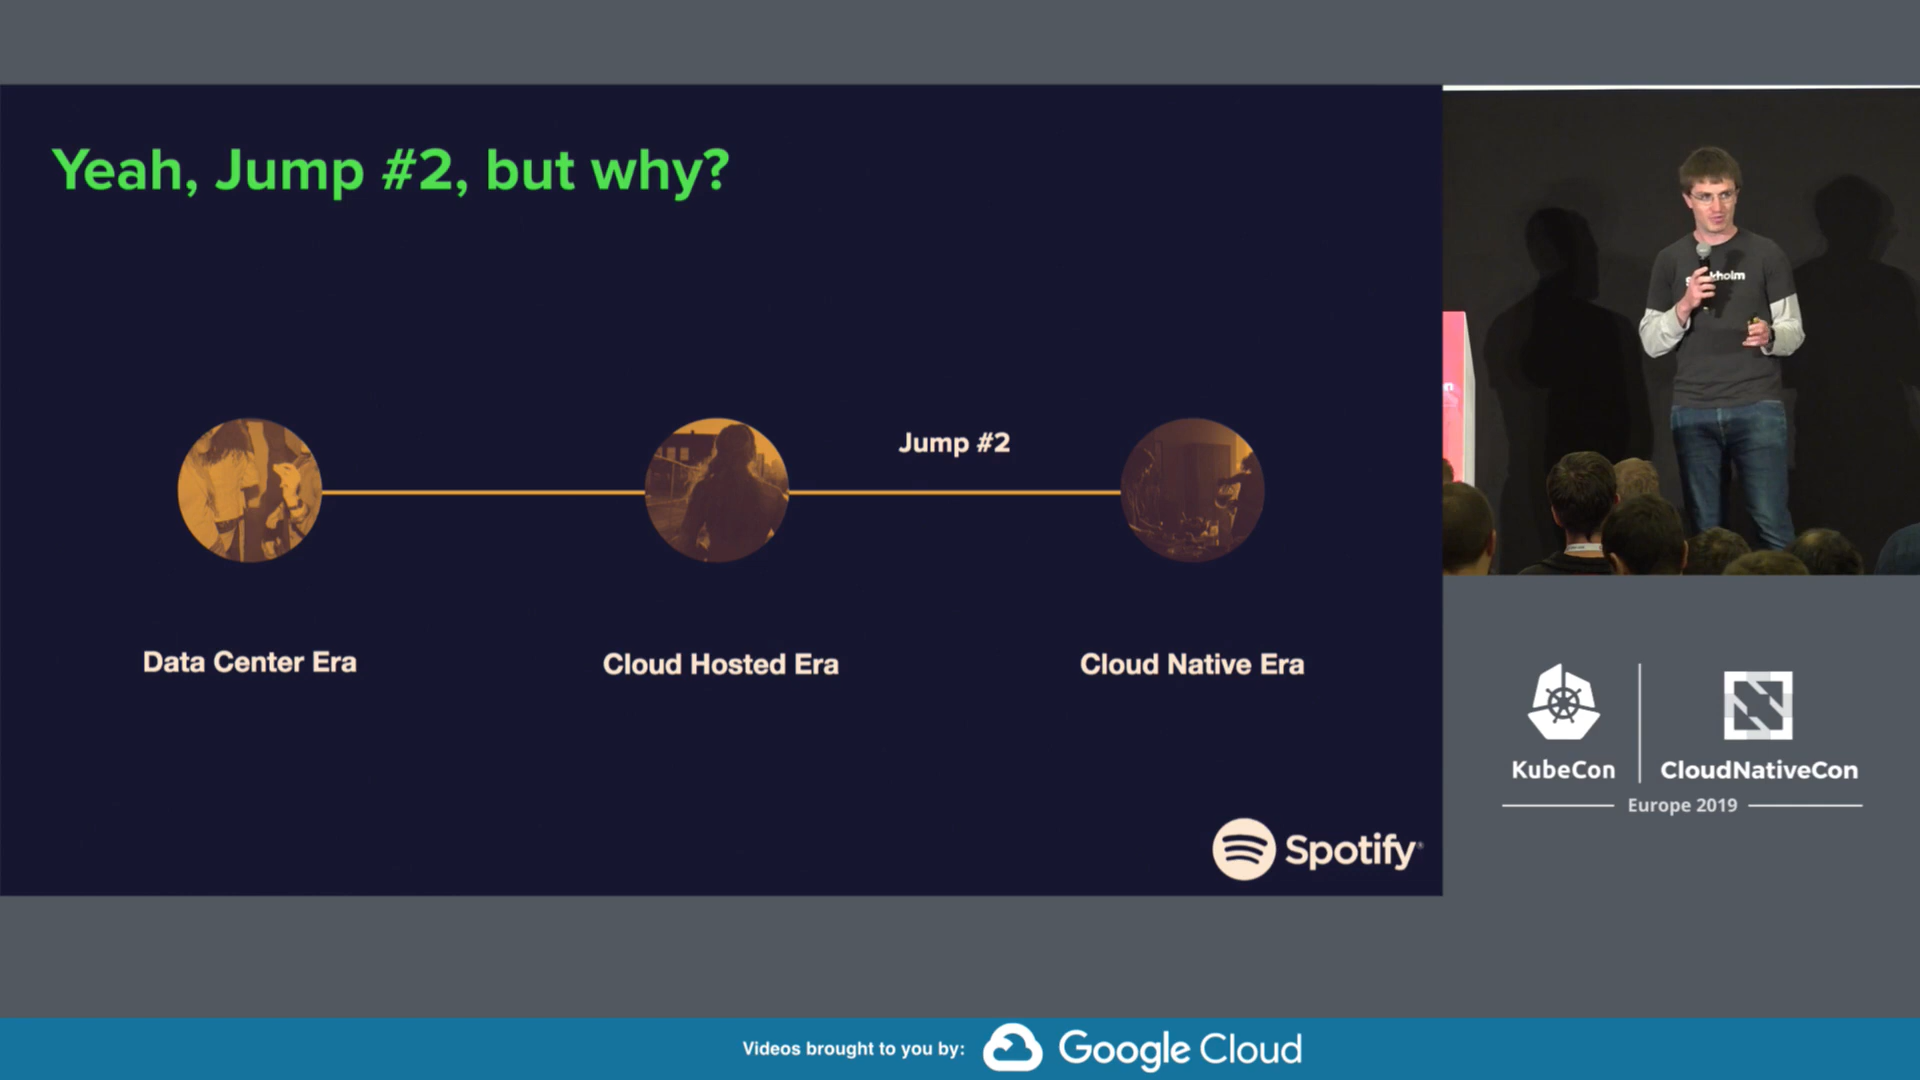 Yeah, Jump #2, but why?
Jump #2
Data Center Era
Cloud Hosted Era
Cloud Native Era
Spotify
KubeCon
CloudNativeCon
Europe 2019
Videos brought to you by:
Google Cloud